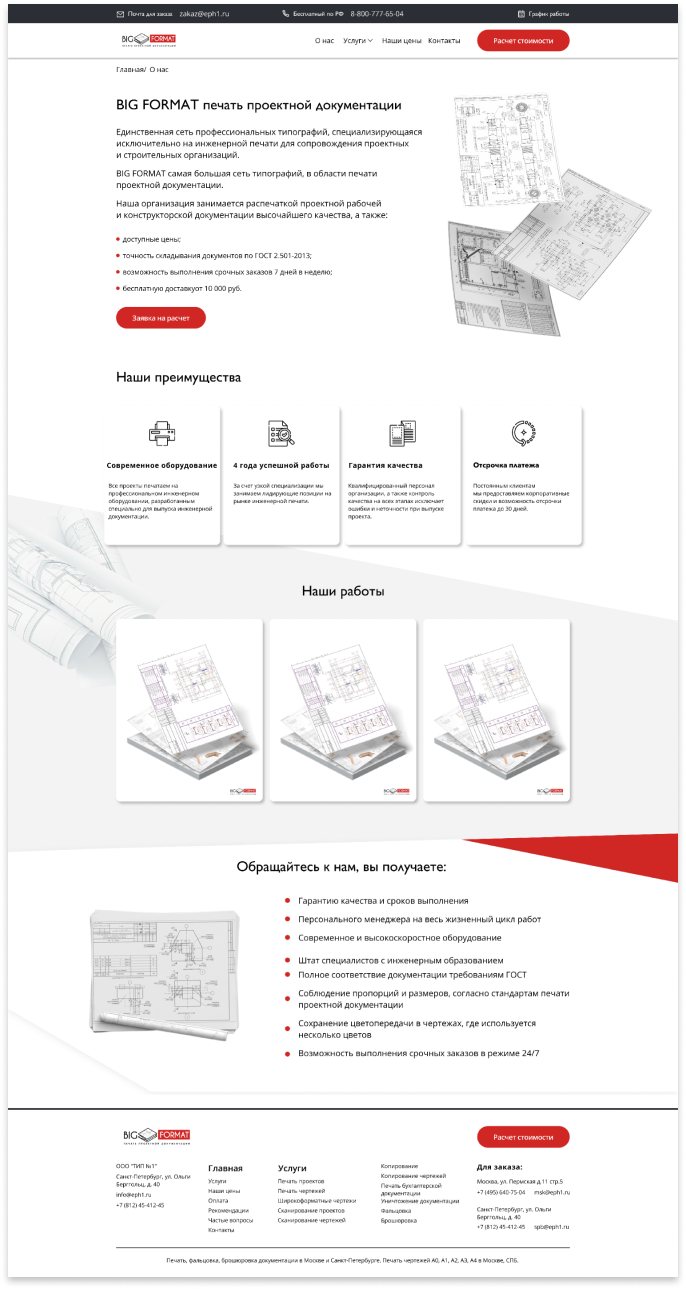 Почта для заказа zakaz@eph1.ru Бесплатный по РФ 8-800-777-65-04 График работы
BIG FORMAT
печать проектной документации
О нас Услуги Наши цены Контакты Расчет стоимости
Главная/ О нас
BIG FORMAT печать проектной документации
Единственная сеть профессиональных типографий, специализирующаяся
исключительно на инженерной печати для сопровождения проектных
и строительных организаций.
BIG FORMAT самая большая сеть типографий, в области печати
проектной документации.
Наша организация занимается распечаткой проектной рабочей
и конструкторской документации высочайшего качества, а также:
доступные цены;
точность складывания документов по ГОСТ 2.501-2013;
возможность выполнения срочных заказов 7 дней в неделю;
бесплатную доставкуот 10 000 руб.
Заявка на расчет
Наши преимущества
Современное оборудование
Все проекты печатаем на
профессиональном инженерном
оборудовании, разработанным
специально для выпуска инженерной
документации.
4 года успешной работы
За счет узкой специализации мы
занимаем лидирующие позиции на
рынке инженерной печати.
Гарантия качества
Квалифицированный персонал
организации, а также контроль
качества на всех этапах исключает
ошибки и неточности при выпуске
проекта.
Отсрочка платежа
Постоянным клиентам
мы предоставляем корпоративные
скидки и возможность отсрочки
платежа до 30 дней.
Наши работы
BIG FORMAT
BIG FORMAT
BIG FORMAT
Обращайтесь к нам, вы получаете:
Гарантию качества и сроков выполнения
Персонального менеджера на весь жизненный цикл работ
Современное и высокоскоростное оборудование
Штат специалистов с инженерным образованием
Полное соответствие документации требованиям ГОСТ
Соблюдение пропорций и размеров, согласно стандартам печати
проектной документации
Сохранение цветопередачи в чертежах, где используется
несколько цветов
Возможность выполнения срочных заказов в режиме 24/7
BIG FORMAT
печать проектной документации
Расчет стоимости
ООО "ТИП №1"
Санкт-Петербург, ул. Ольги
Берггольц, д. 40
info@eph1.ru
+7 (812) 45-412-45
Главная
Услуги
Наши цены
Оплата
Рекомендации
Частые вопросы
Контакты
Услуги
Печать проектов
Печать чертежей
Широкоформатные чертежи
Сканирование проектов
Сканирование чертежей
Копирование
Копирование чертежей
Печать бухгалтерской
документации
Уничтожение документации
Фальцовка
Брошюровка
Для заказа:
Москва, ул. Пермская д.11 стр.5
+7 (495) 640-75-04 msk@eph1.ru
Санкт-Петербург, ул. Ольги
Берггольц, д. 40
+7 (812) 45-412-45 spb@eph1.ru
Печать, фальцовка, брошюровка документации в Москве и Санкт-Петербурге. Печать чертежей А0, А1, А2, А3, А4 в Москве, СПБ.